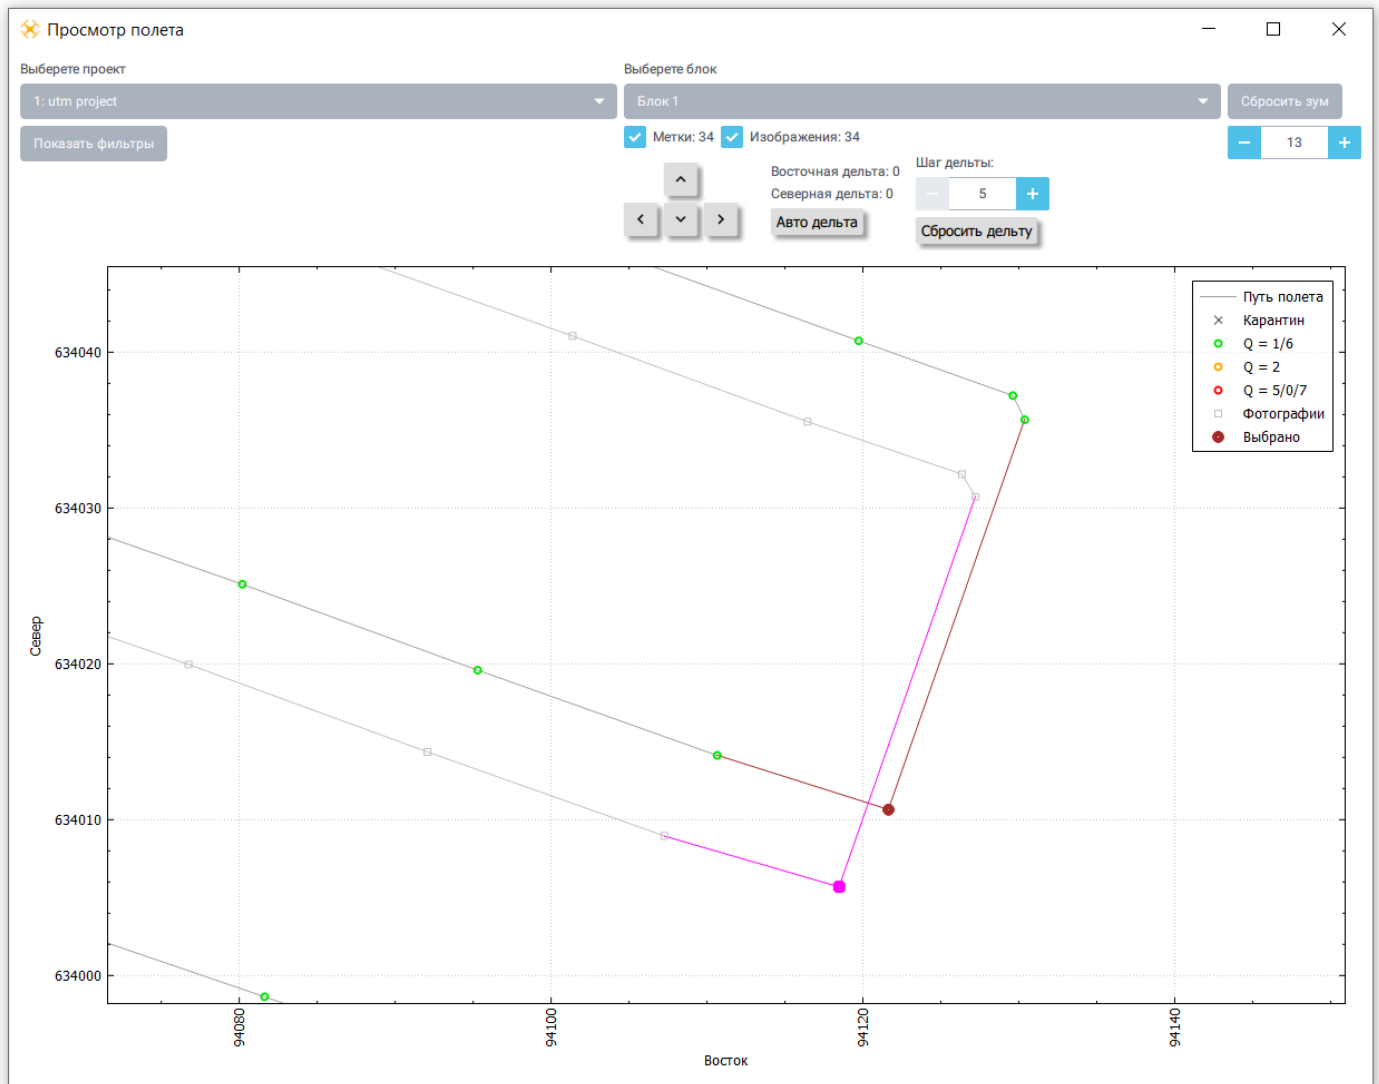 Просмотр полета
Выберете проект
Выберете блок
1: utm project
Блок 1
Сбросить зум
Показать фильтры
Метки: 34
Изображения: 34
13
Восточная дельта: 0
Северная дельта: 0
Авто дельта
Шаг дельты:
5
Сбросить дельту
Путь полета
Карантин
Q = 1/6
Q = 2
Q = 5/0/7
Фотографии
Выбрано
634040
634030
634020
634010
634000
Север
94080
94100
94120
94140
Восток